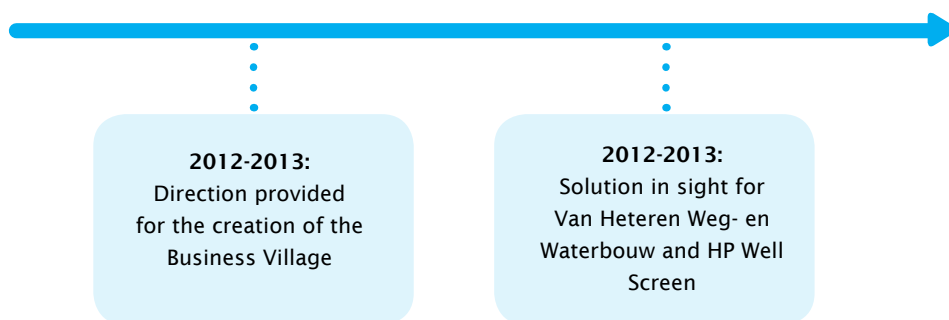 2012-2013:
Direction provided
for the creation of the
Business Village
2012-2013:
Solution in sight for
Van Heteren Weg- en
Waterbouw and HP Well
Screen